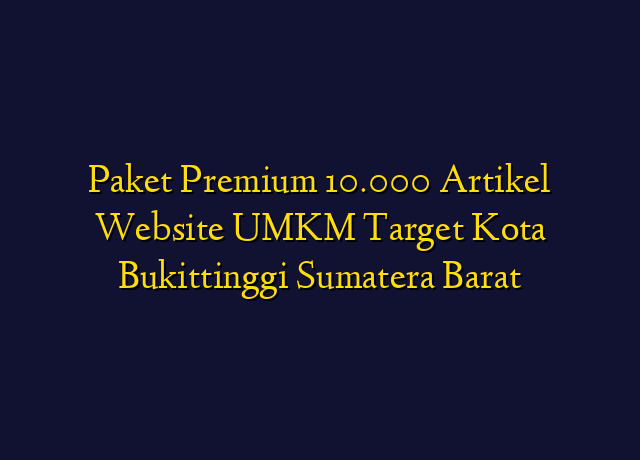 Paket Premium 10.000 Artikel
Website UMKM Target Kota
Bukittinggi Sumatera Barat